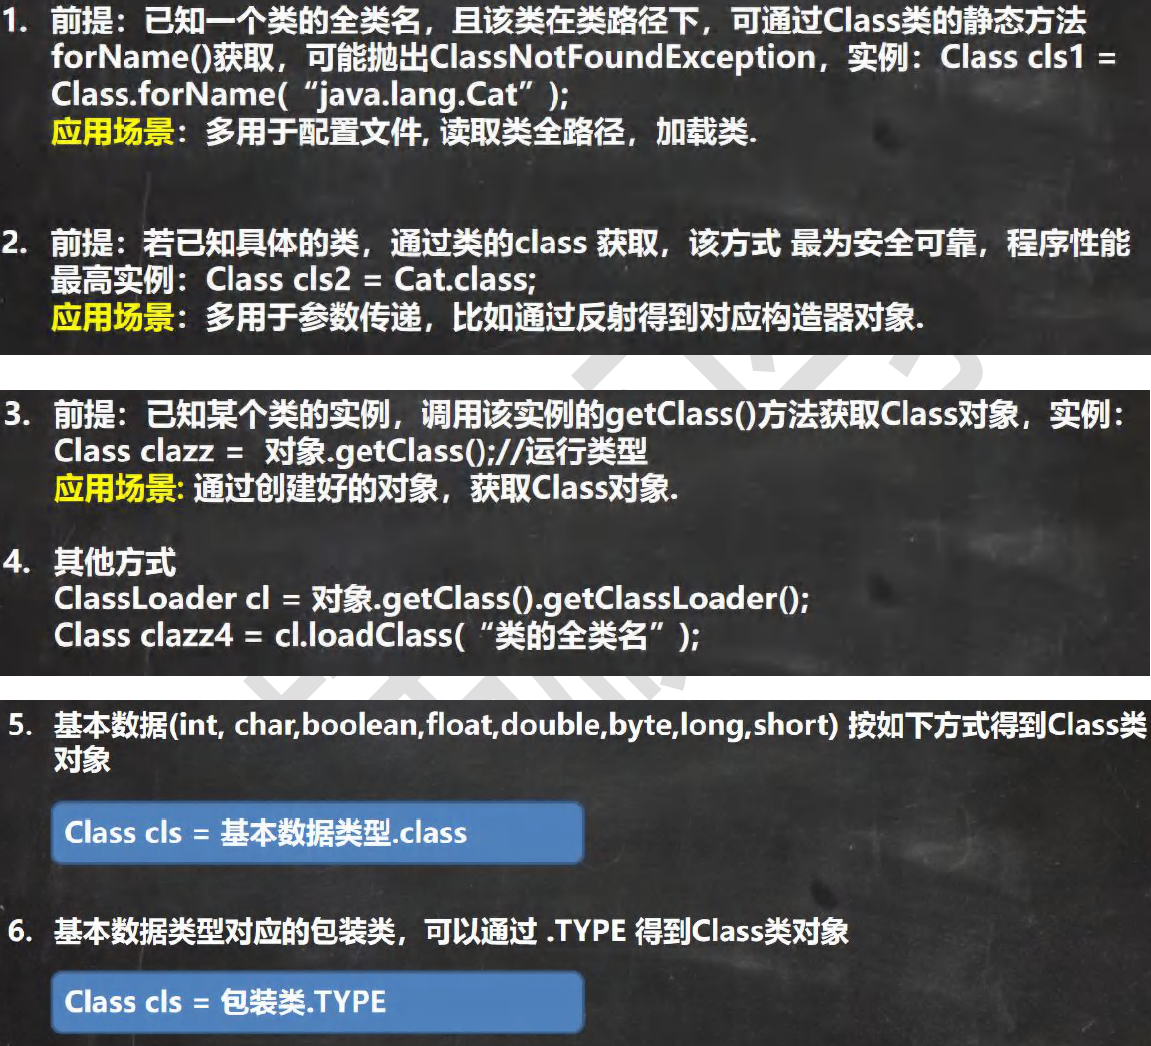 1. 前提：已知一个类的全类名，且该类在类路径下，可通过Class类的静态方法
forName()获取，可能抛出ClassNotFoundException，实例：Class cls1 =
Class.forName(“java.lang.Cat”);
应用场景：多用于配置文件, 读取类全路径，加载类.
2. 前提：若已知具体的类，通过类的class 获取，该方式 最为安全可靠，程序性能
最高实例：Class cls2 = Cat.class;
应用场景：多用于参数传递，比如通过反射得到对应构造器对象.
3. 前提：已知某个类的实例，调用该实例的getClass()方法获取Class对象，实例：
Class clazz = 对象.getClass();//运行类型
应用场景: 通过创建好的对象，获取Class对象.
4. 其他方式
ClassLoader cl = 对象.getClass().getClassLoader();
Class clazz4 = cl.loadClass(“类的全类名”);
5. 基本数据(int, char,boolean,float,double,byte,long,short) 按如下方式得到Class类
对象
Class cls = 基本数据类型.class
6. 基本数据类型对应的包装类，可以通过 .TYPE 得到Class类对象
Class cls = 包装类.TYPE